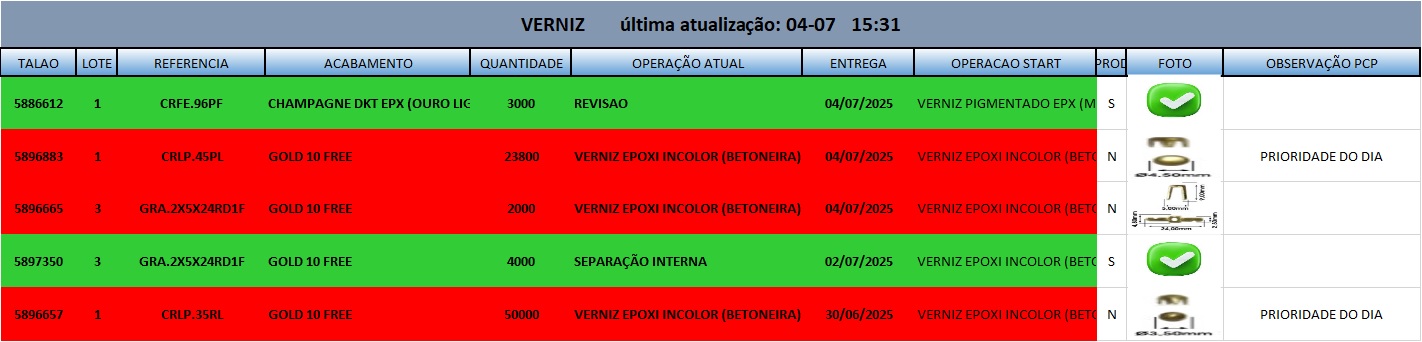 VERNIZ última atualização: 04-07 15:31
TALAO LOTE REFERENCIA ACABAMENTO QUANTIDADE OPERAÇÃO ATUAL ENTREGA OPERACAO START PROD FOTO OBSERVAÇÃO PCP
5886612 1 CRFE.96PF CHAMPAGNE DKT EPX (OURO LIG 3000 REVISAO 04/07/2025 VERNIZ PIGMENTADO EPX (M S
5896883 1 CRLP.45PL GOLD 10 FREE 23800 VERNIZ EPOXI INCOLOR (BETONEIRA) 04/07/2025 VERNIZ EPOXI INCOLOR (BETO N Ø4.50mm PRIORIDADE DO DIA
5896665 3 GRA.2X5X24RD1F GOLD 10 FREE 2000 VERNIZ EPOXI INCOLOR (BETONEIRA) 04/07/2025 VERNIZ EPOXI INCOLOR (BETO N 5.00mm 24.00mm
5897350 3 GRA.2X5X24RD1F GOLD 10 FREE 4000 SEPARAÇÃO INTERNA 02/07/2025 VERNIZ EPOXI INCOLOR (BETO S
5896657 1 CRLP.35RL GOLD 10 FREE 50000 VERNIZ EPOXI INCOLOR (BETONEIRA) 30/06/2025 VERNIZ EPOXI INCOLOR (BETO N Ø3.50mm PRIORIDADE DO DIA